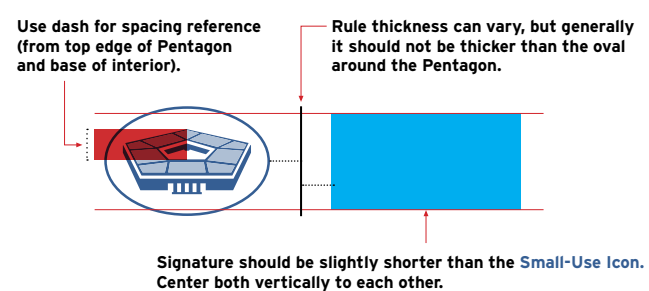 Use dash for spacing reference
(from top edge of Pentagon
and base of interior).
Rule thickness can vary, but generally
it should not be thicker than the oval
around the Pentagon.
Signature should be slightly shorter than the Small-Use Icon.
Center both vertically to each other.